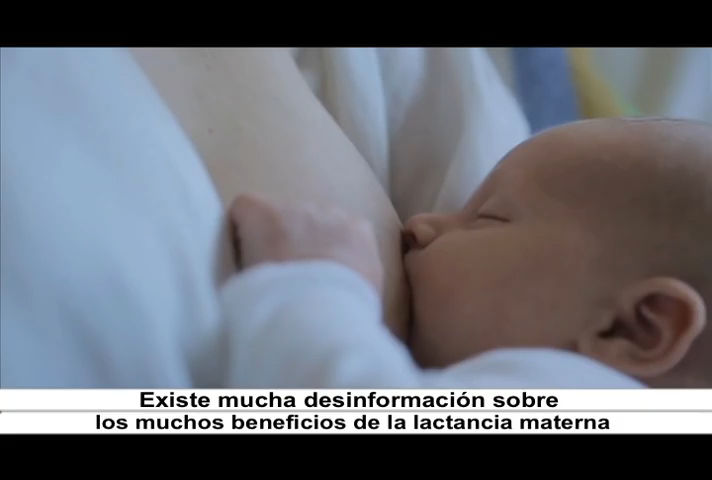 Existe mucha desinformación sobre
los muchos beneficios de la lactancia materna